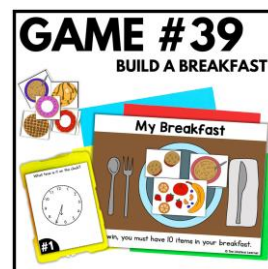 GAME #39
BUILD A BREAKFAST
My Breakfast
What time is it on the clock?
#1
win, you must have 10 items in your breakfast.